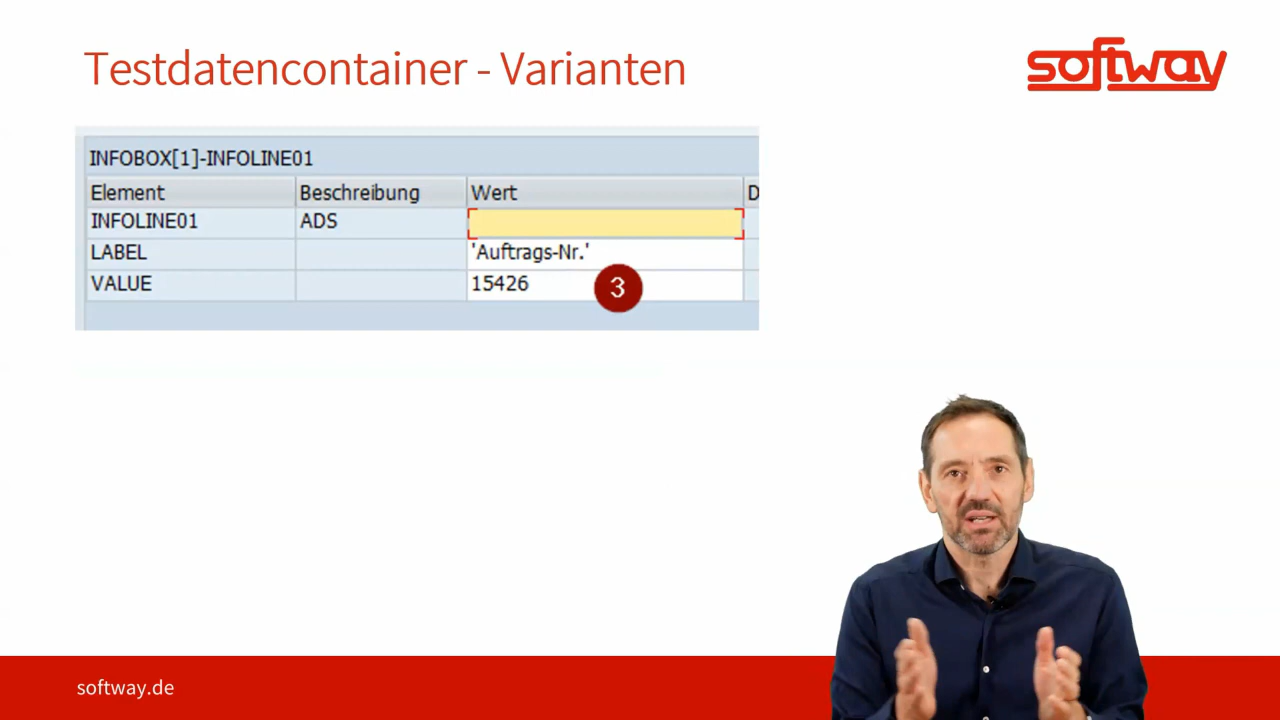 Testdatencontainer - Varianten
softway
INFOBOX[1]-INFOLINE01
Element Beschreibung Wert D
INFOLINE01 ADS
LABEL 'Auftrags-Nr.'
VALUE 15426
3
softway.de